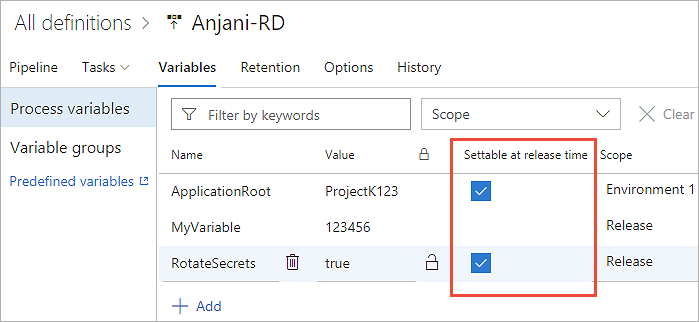 All definitions > Anjani-RD
Pipeline Tasks Variables Retention Options History
Process variables
Variable groups
Predefined variables
Filter by keywords Scope Clear
Name Value Settable at release time Scope
ApplicationRoot ProjectK123 Environment 1
MyVariable 123456 Release
RotateSecrets true Release
+ Add